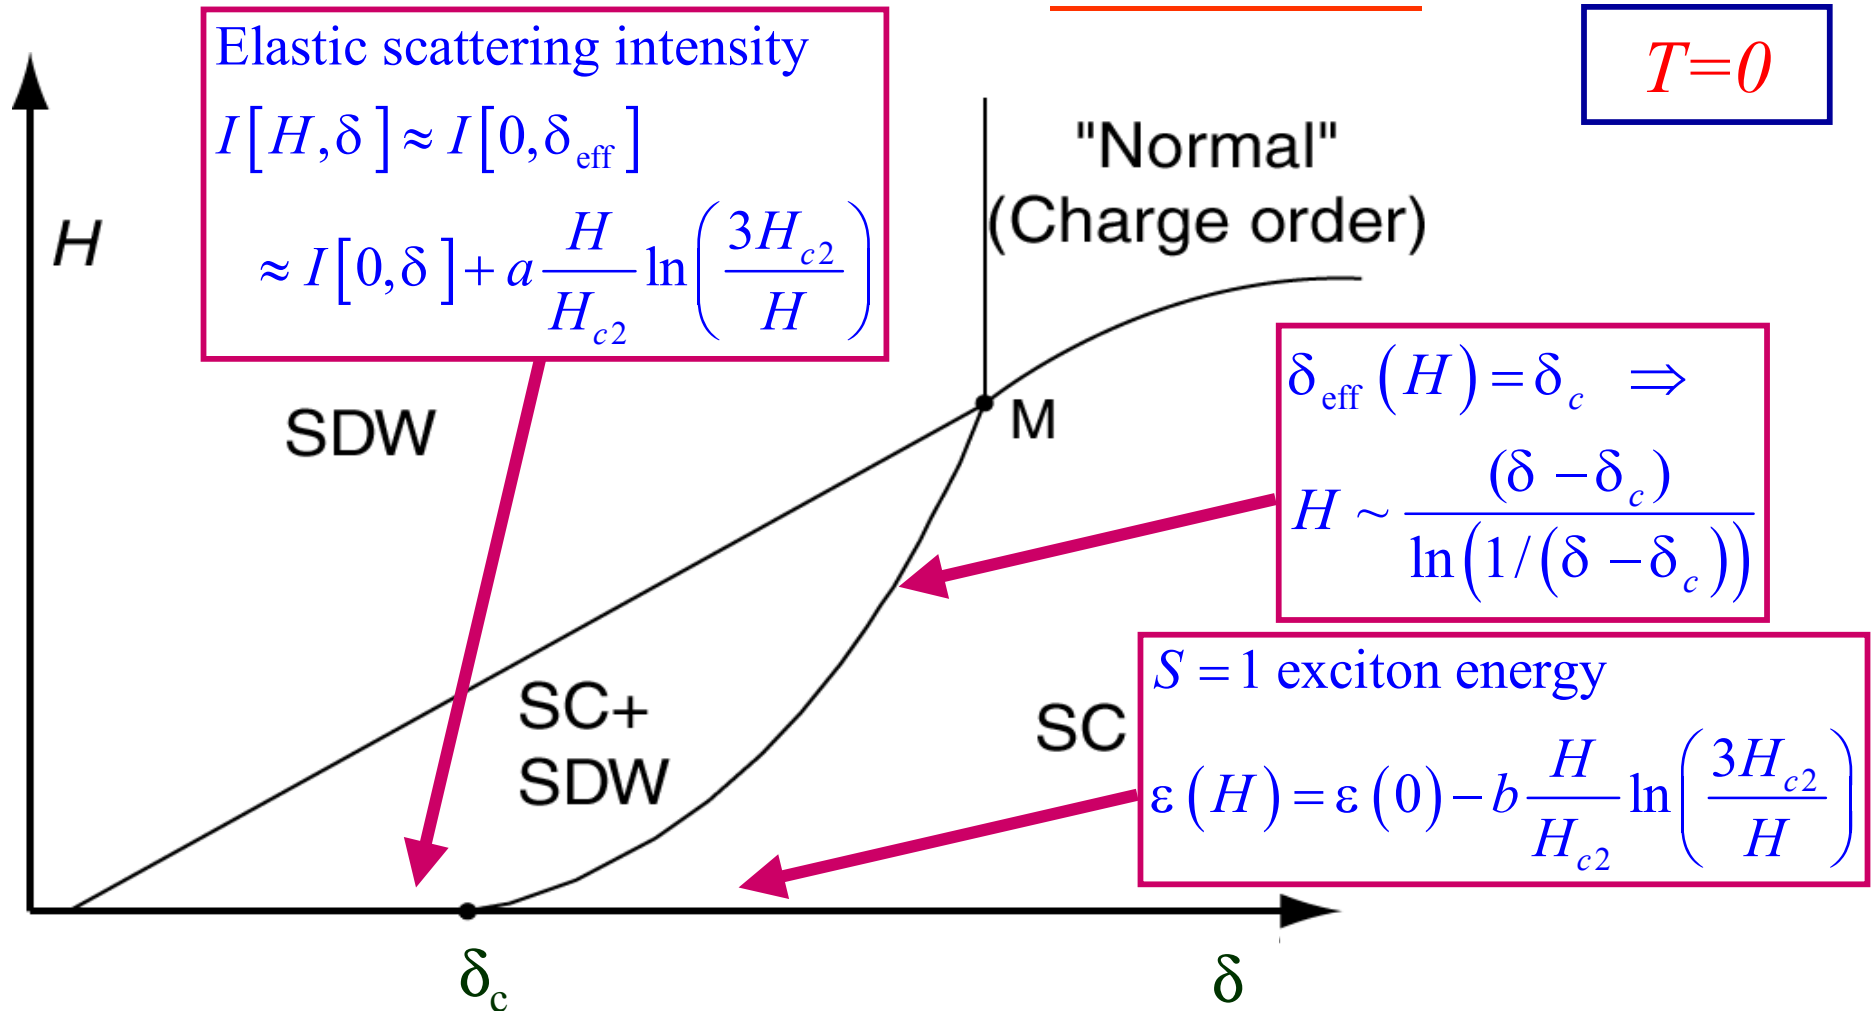 Elastic scattering intensity
I[H,δ] ≈ I[0,δ_eff]
≈ I[0,δ] + a H/H_c2 ln(3H_c2/H)
T=0
"Normal"
(Charge order)
H
SDW
M
δ_eff(H) = δ_c ⇒
H ~ (δ − δ_c)/ln(1/(δ − δ_c))
SC+
SDW
SC
S = 1 exciton energy
ε(H) = ε(0) − b H/H_c2 ln(3H_c2/H)
δ_c
δ